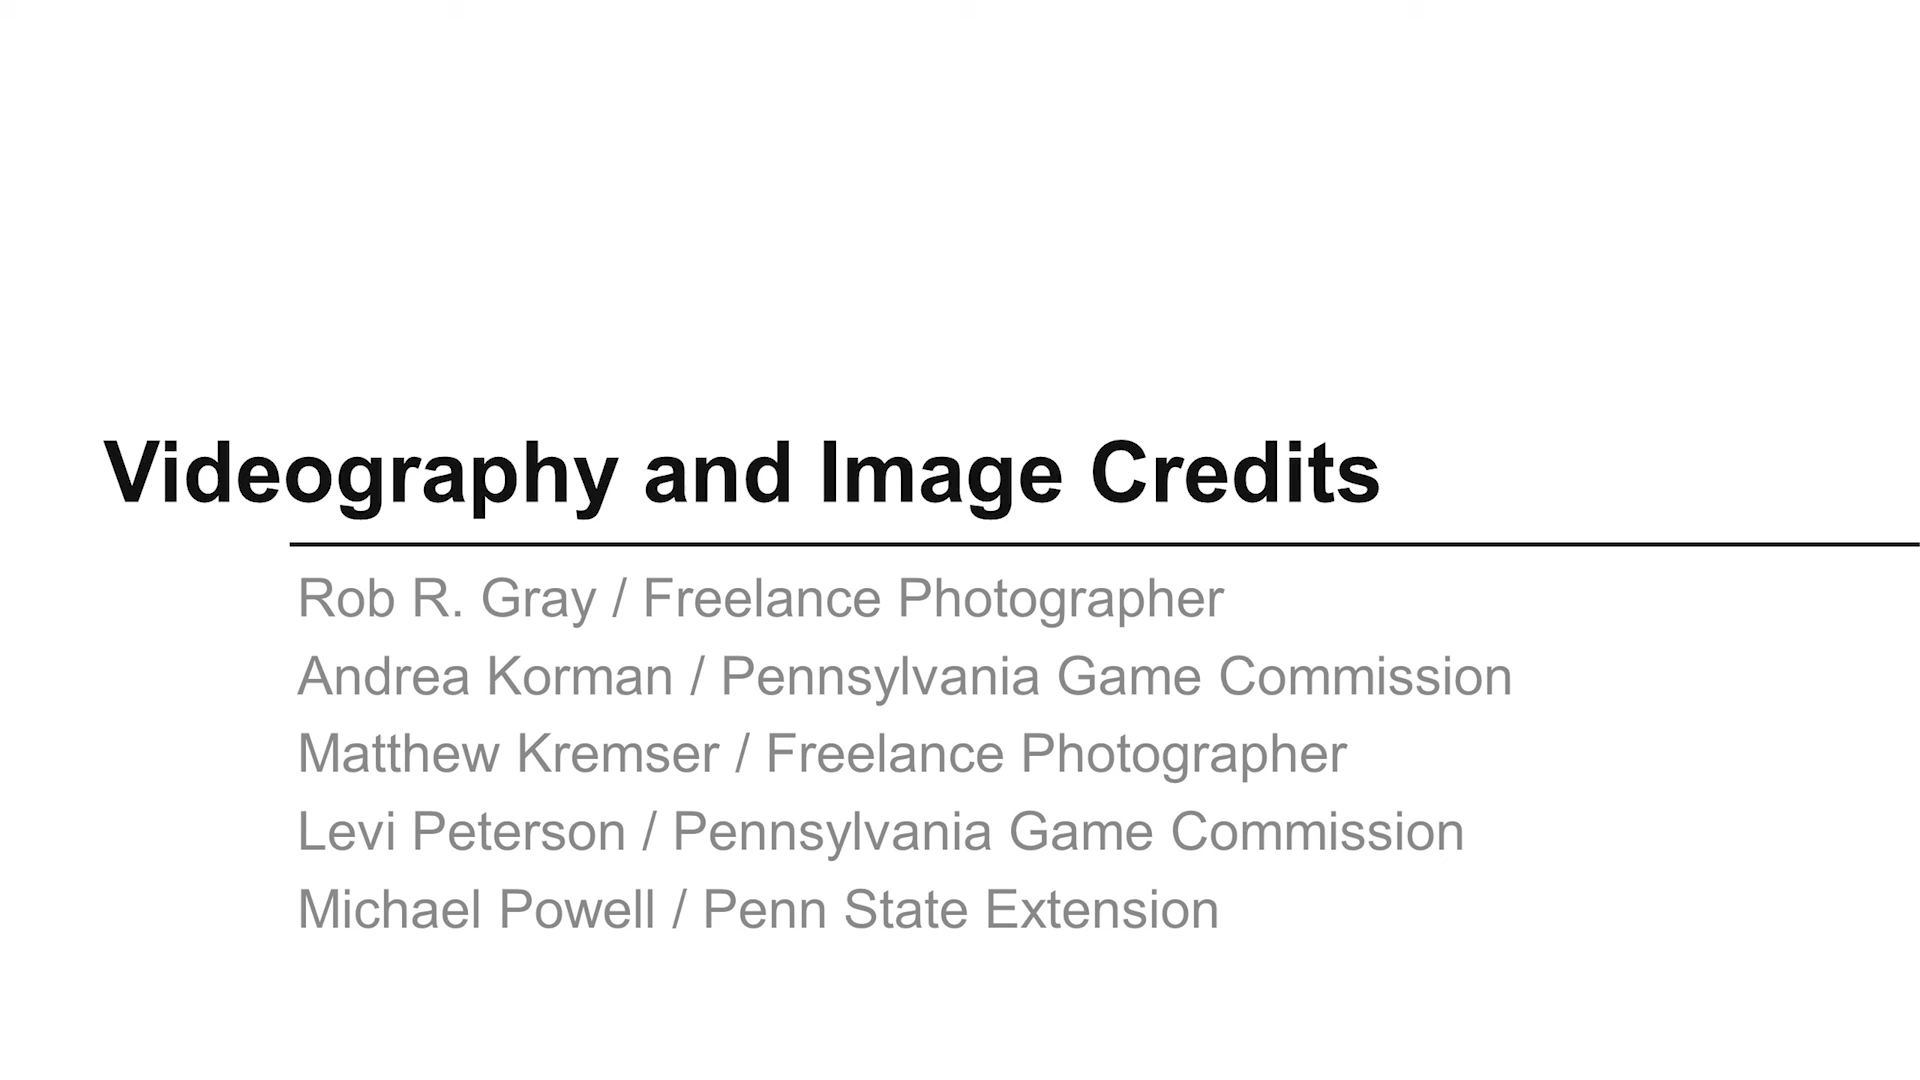 Videography and Image Credits
Rob R. Gray / Freelance Photographer
Andrea Korman / Pennsylvania Game Commission
Matthew Kremser / Freelance Photographer
Levi Peterson / Pennsylvania Game Commission
Michael Powell / Penn State Extension